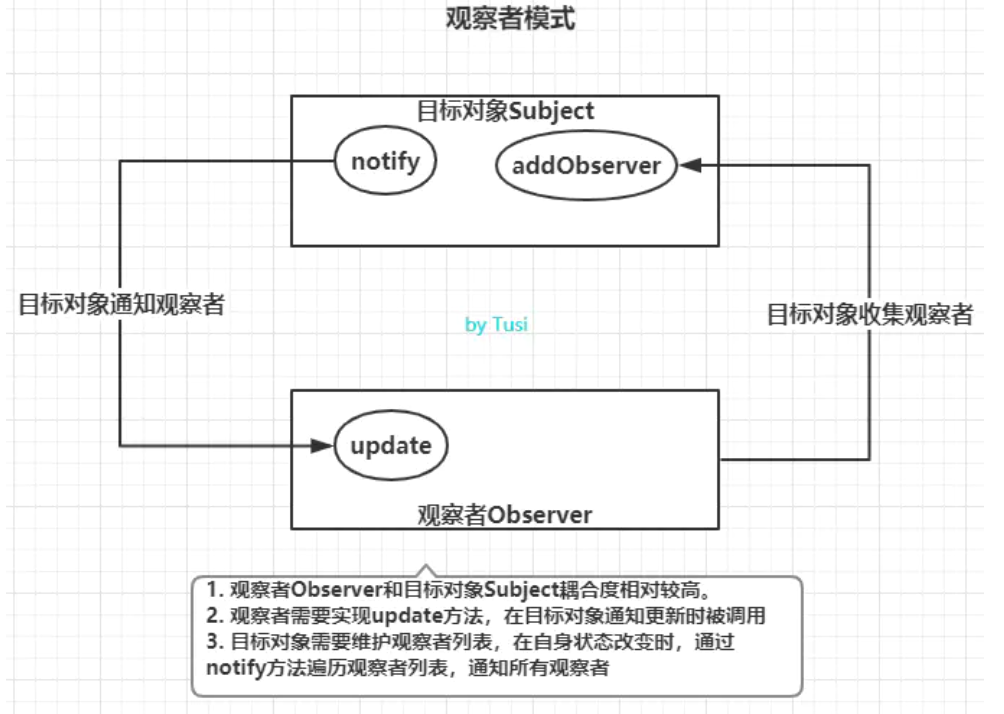 观察者模式
目标对象Subject
notify
addObserver
目标对象通知观察者
目标对象收集观察者
by Tusi
update
观察者Observer
1. 观察者Observer和目标对象Subject耦合度相对较高。
2. 观察者需要实现update方法，在目标对象通知更新时被调用
3. 目标对象需要维护观察者列表，在自身状态改变时，通过
notify方法遍历观察者列表，通知所有观察者